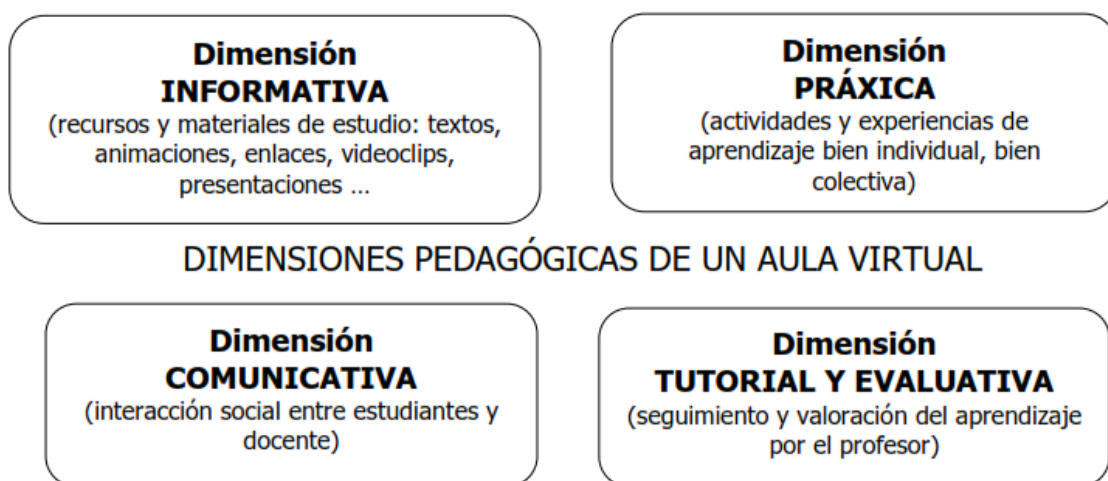 Dimensión
INFORMATIVA
(recursos y materiales de estudio: textos,
animaciones, enlaces, videoclips,
presentaciones ...
Dimensión
PRÁXICA
(actividades y experiencias de
aprendizaje bien individual, bien
colectiva)
DIMENSIONES PEDAGÓGICAS DE UN AULA VIRTUAL
Dimensión
COMUNICATIVA
(interacción social entre estudiantes y
docente)
Dimensión
TUTORIAL Y EVALUATIVA
(seguimiento y valoración del aprendizaje
por el profesor)